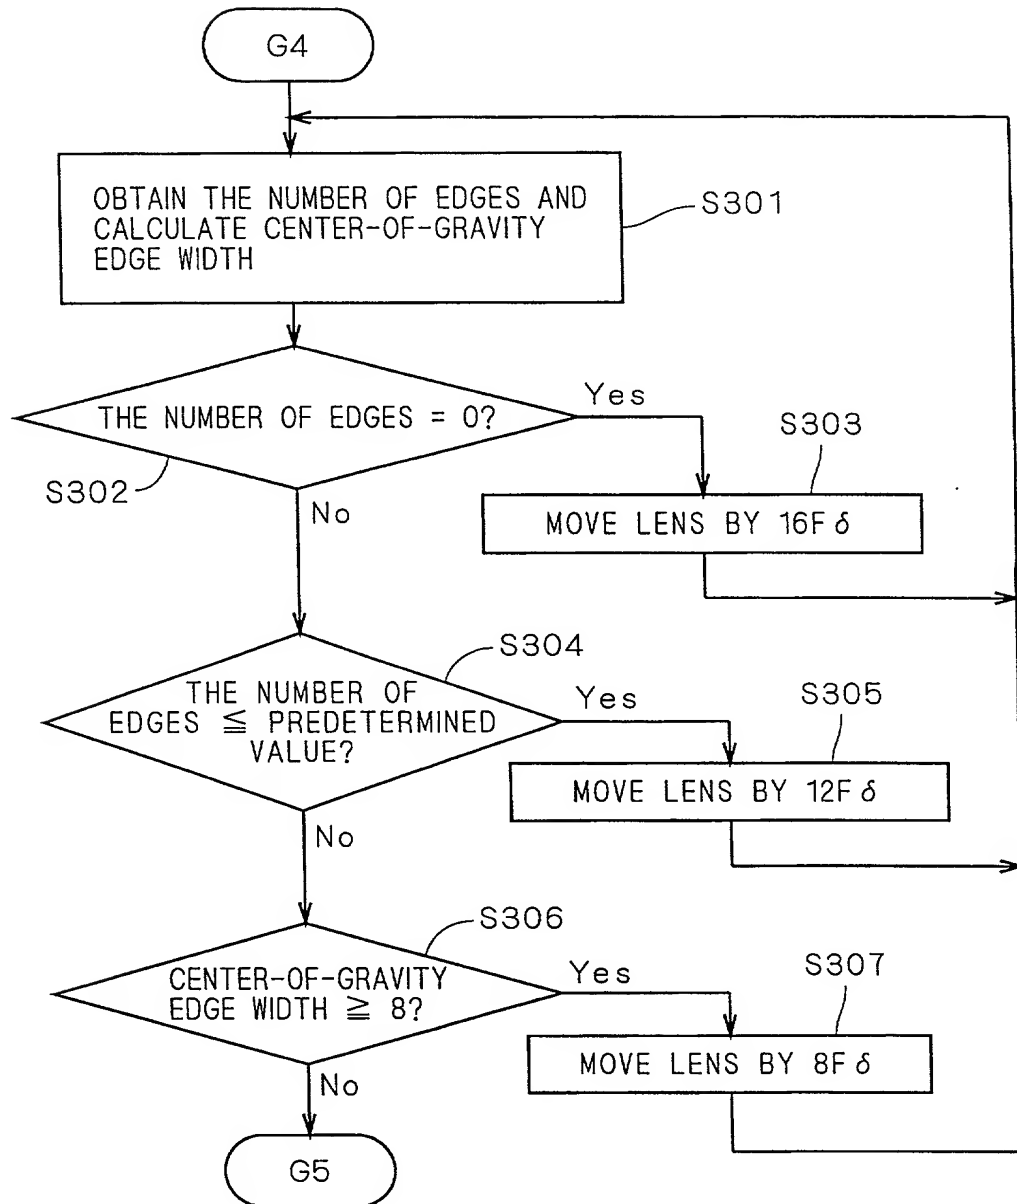 G4
OBTAIN THE NUMBER OF EDGES AND
CALCULATE CENTER-OF-GRAVITY
EDGE WIDTH
S301
THE NUMBER OF EDGES = 0?
Yes
S302
No
S303
MOVE LENS BY 16F δ
S304
THE NUMBER OF
EDGES ≦ PREDETERMINED
VALUE?
Yes
No
S305
MOVE LENS BY 12F δ
S306
CENTER-OF-GRAVITY
EDGE WIDTH ≧ 8?
Yes
No
S307
MOVE LENS BY 8F δ
G5